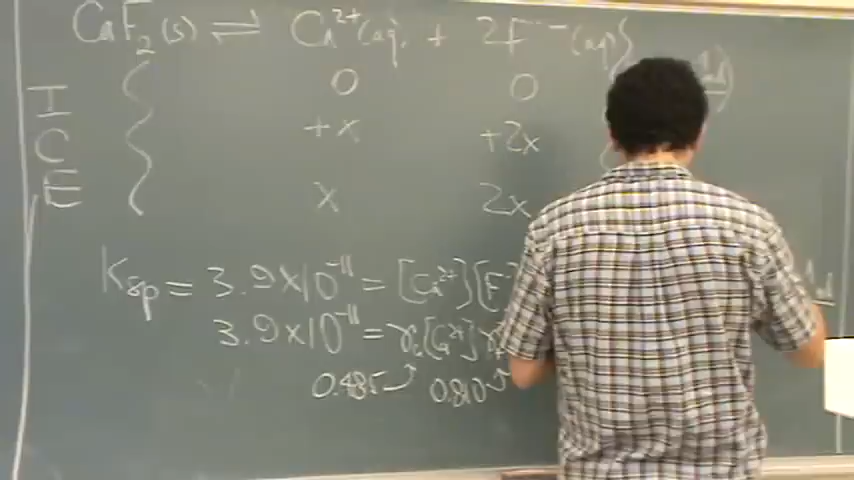 CaF₂(s) ⇌ Ca²⁺(aq) + 2F⁻(aq)
I 0 0
C +x +2x
E x 2x
Ksp = 3.9×10⁻¹¹ = [Ca²⁺][F
3.9×10⁻¹¹ = γ [Ca²⁺] γ
0.485 0.810